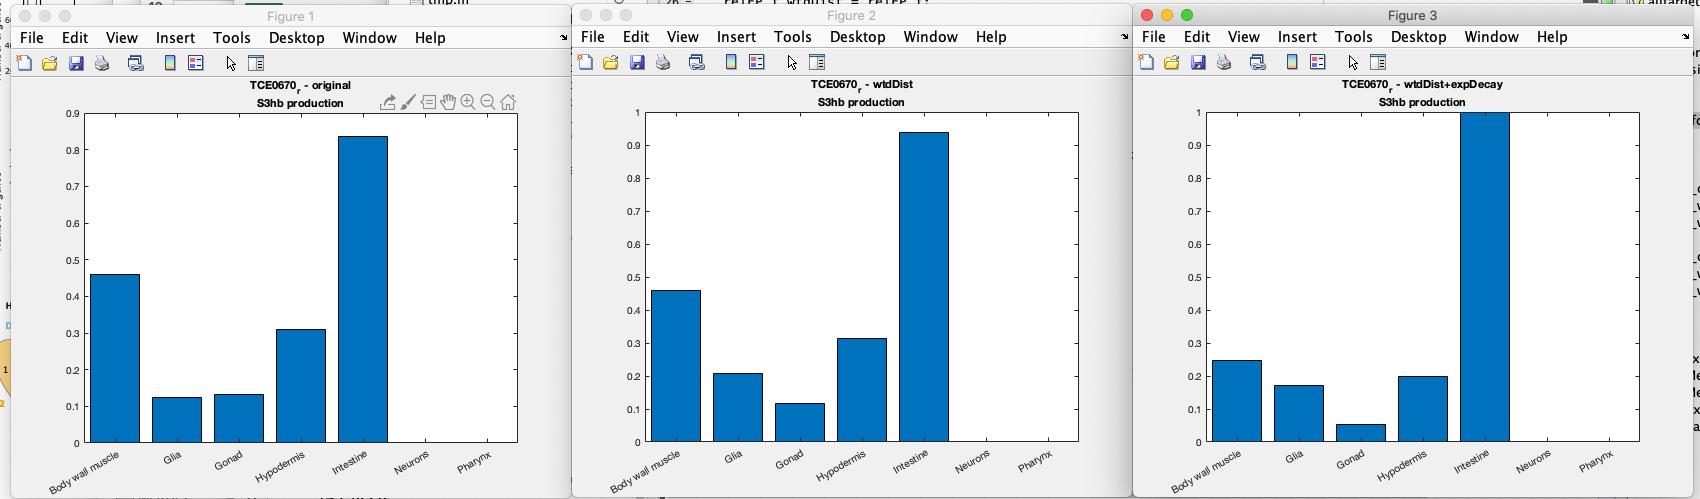 Figure 1
File Edit View Insert Tools Desktop Window Help
TCE0670r - original
S3hb production
0.9
0.8
0.7
0.6
0.5
0.4
0.3
0.2
0.1
0
Body wall muscle Glia Gonad Hypodermis Intestine Neurons Pharynx
Figure 2
File Edit View Insert Tools Desktop Window Help
TCE0670r - wtdDist
S3hb production
1
0.9
0.8
0.7
0.6
0.5
0.4
0.3
0.2
0.1
0
Body wall muscle Glia Gonad Hypodermis Intestine Neurons Pharynx
Figure 3
File Edit View Insert Tools Desktop Window Help
TCE0670r - wtdDist+expDecay
S3hb production
1
0.9
0.8
0.7
0.6
0.5
0.4
0.3
0.2
0.1
0
Body wall muscle Glia Gonad Hypodermis Intestine Neurons Pharynx